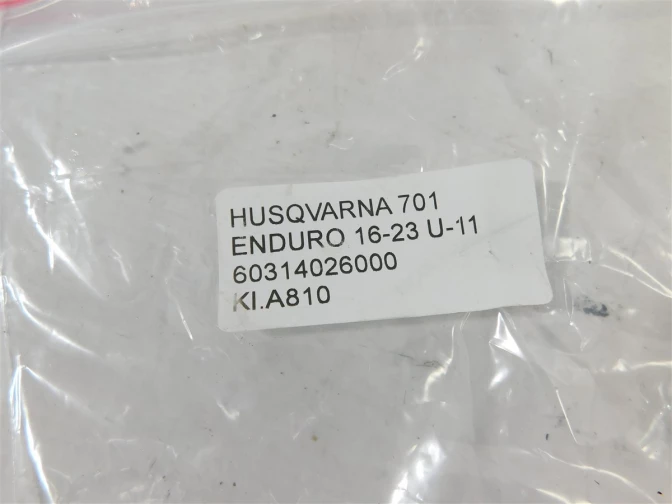 HUSQVARNA 701
ENDURO 16-23 U-11
60314026000
KI.A810